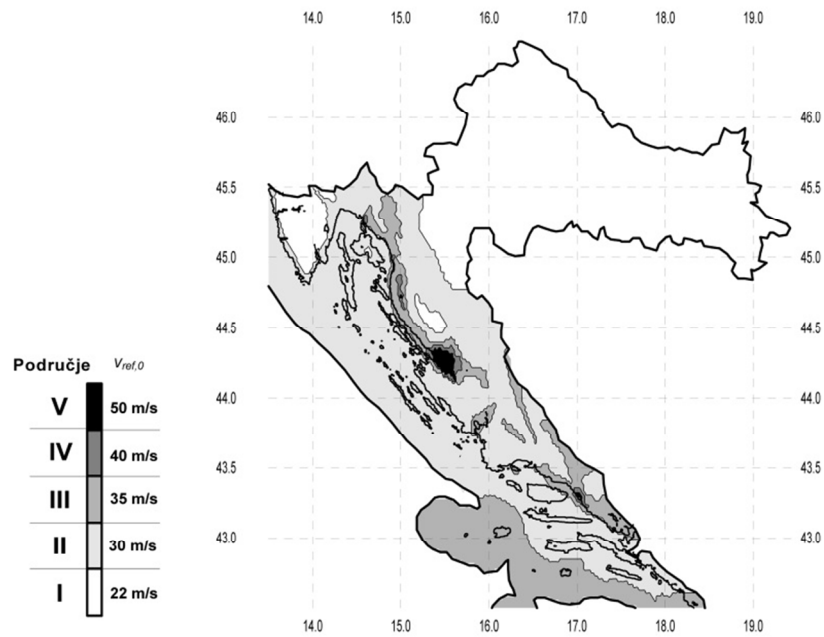 14.0 15.0 16.0 17.0 18.0 19.0
46.0 46.0
45.5 45.5
45.0 45.0
44.5 44.5
44.0 44.0
43.5 43.5
43.0 43.0
14.0 15.0 16.0 17.0 18.0 19.0
Područje Vref,0
V 50 m/s
IV 40 m/s
III 35 m/s
II 30 m/s
I 22 m/s